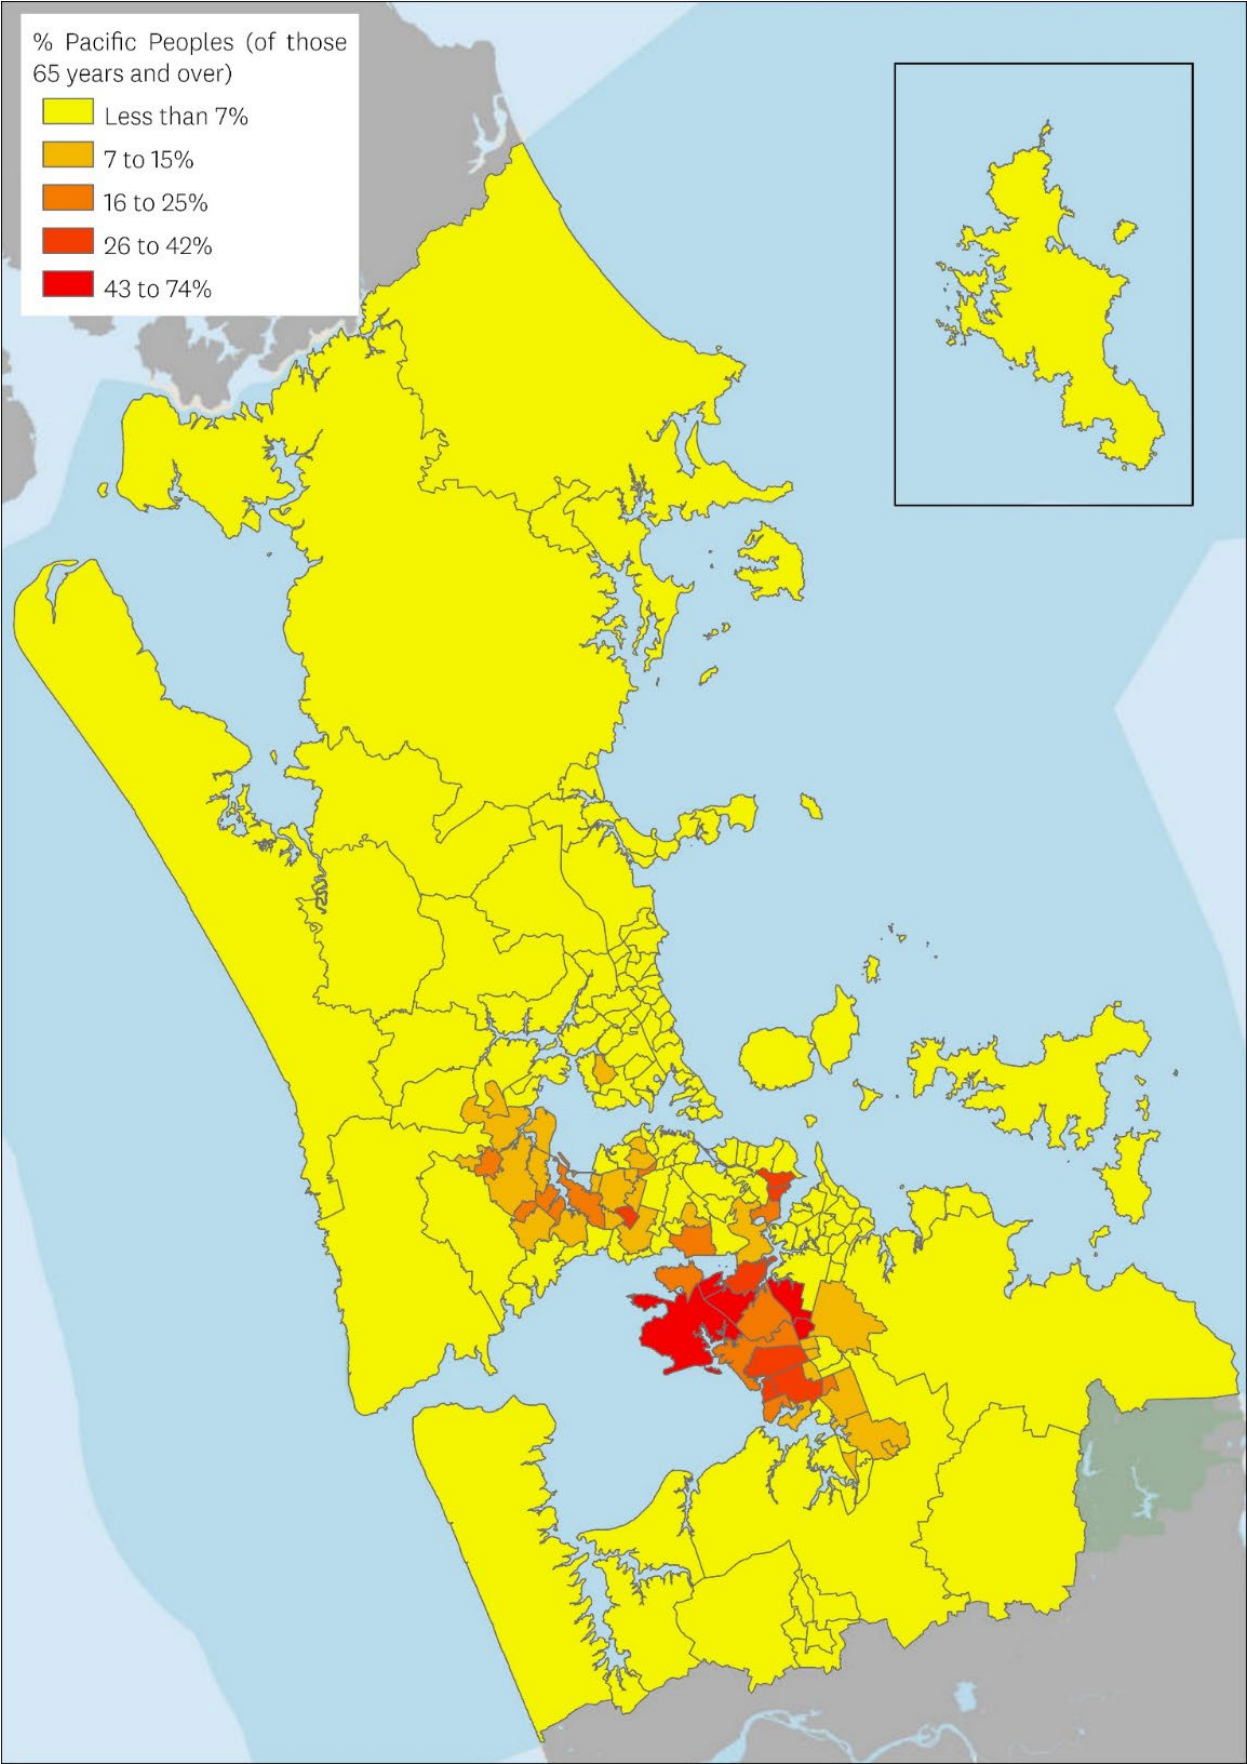 % Pacific Peoples (of those
65 years and over)
Less than 7%
7 to 15%
16 to 25%
26 to 42%
43 to 74%